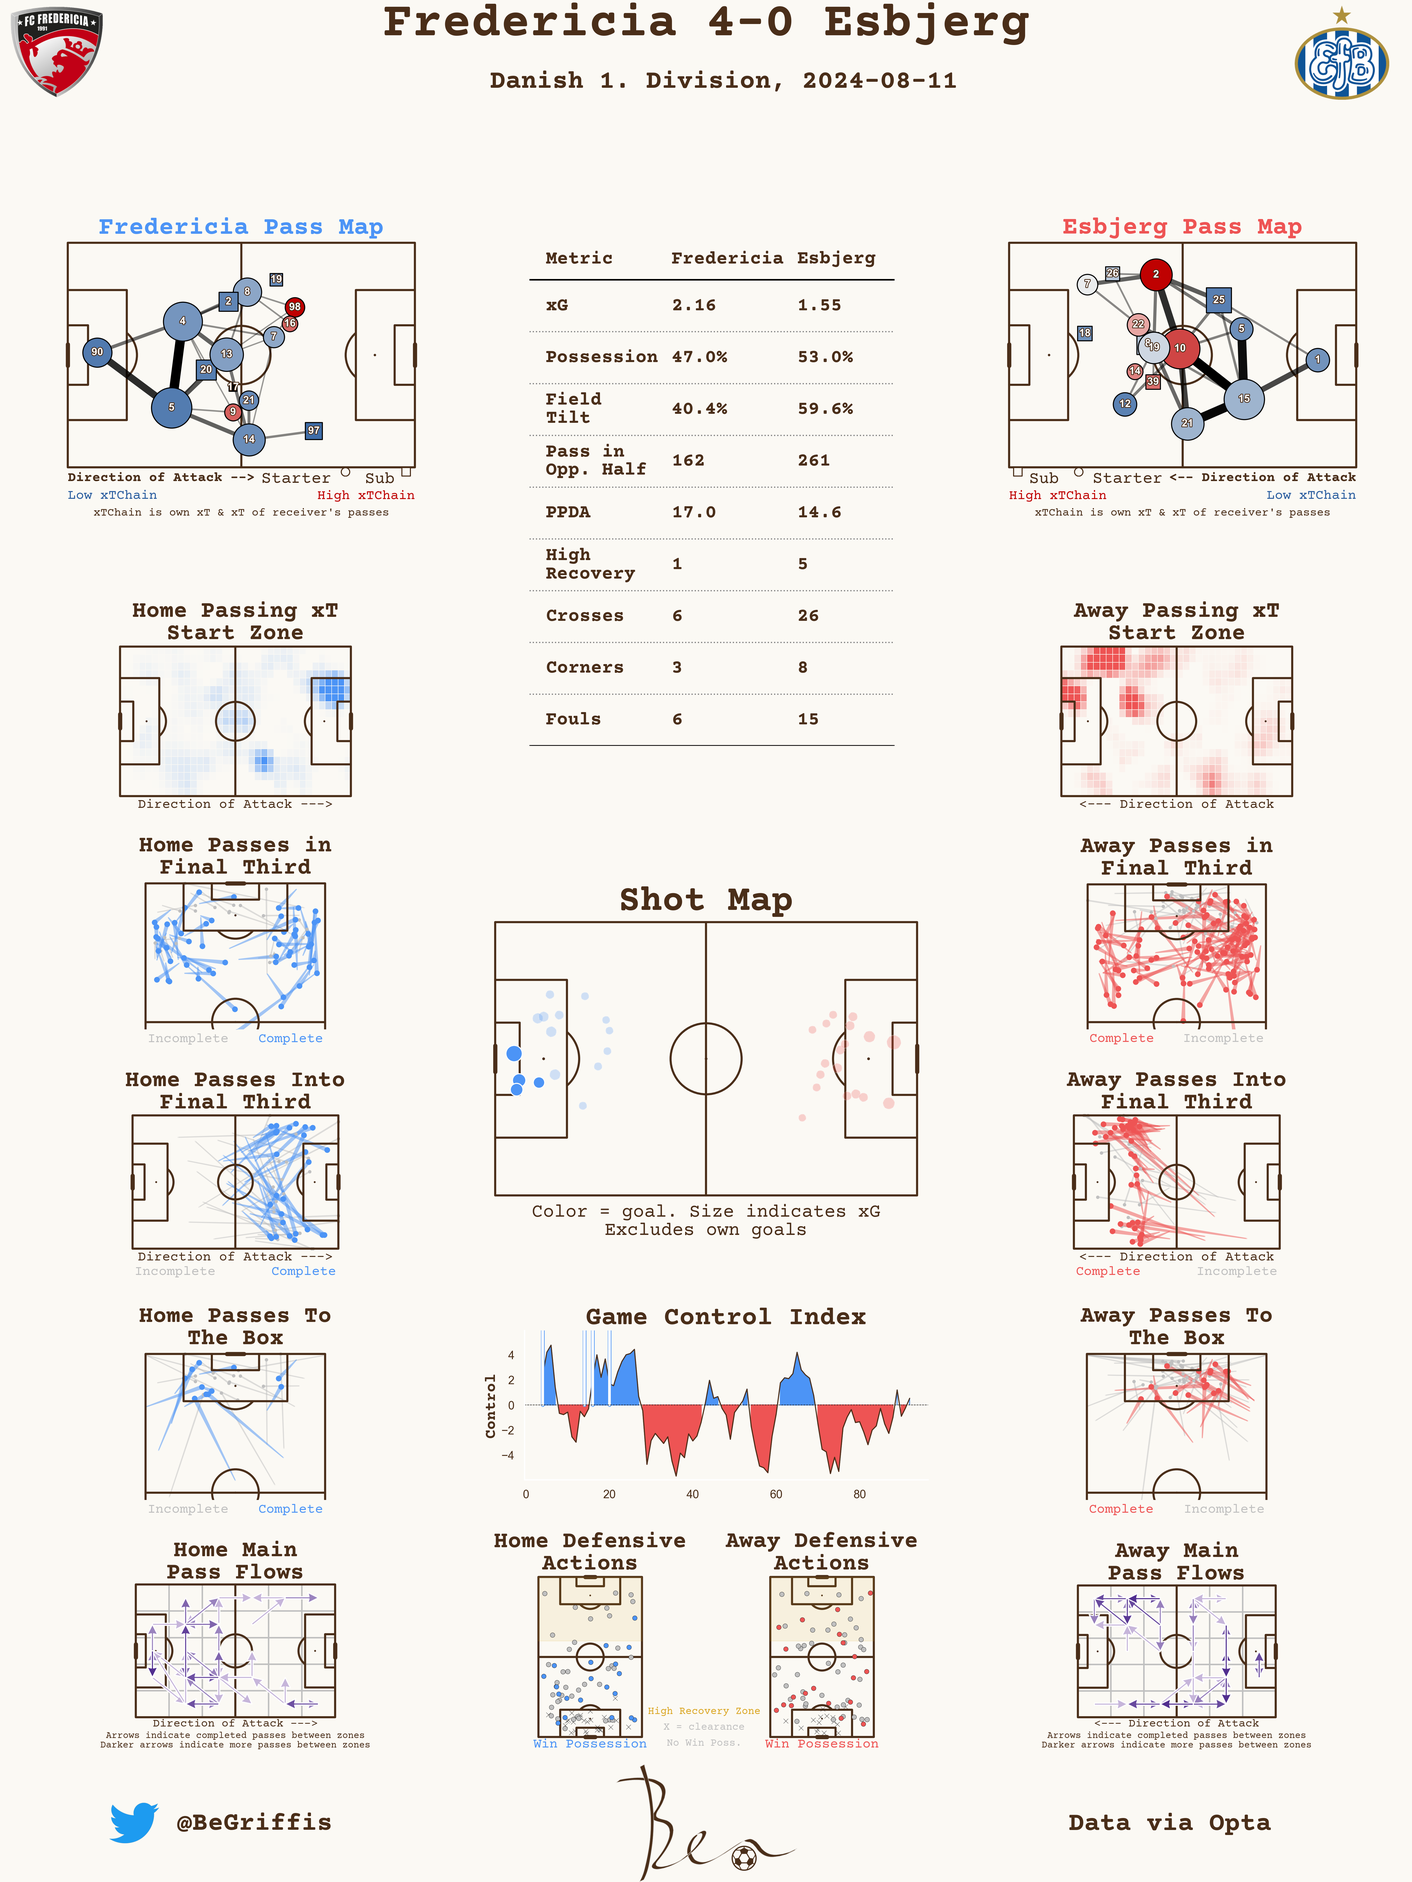 Fredericia 4-0 Esbjerg
Danish 1. Division, 2024-08-11
FC FREDERICIA
1991
EfB
Fredericia Pass Map
90
4
5
2
8
19
98
16
7
13
20
17
9
21
14
97
Direction of Attack --> Starter Sub
Low xTChain High xTChain
xTChain is own xT & xT of receiver's passes
Metric Fredericia Esbjerg
xG 2.16 1.55
Possession 47.0% 53.0%
Field
Tilt 40.4% 59.6%
Pass in
Opp. Half 162 261
PPDA 17.0 14.6
High
Recovery 1 5
Crosses 6 26
Corners 3 8
Fouls 6 15
Esbjerg Pass Map
7
26
2
25
22
18
8
19
10
5
1
14
39
12
15
21
Sub Starter <-- Direction of Attack
High xTChain Low xTChain
xTChain is own xT & xT of receiver's passes
Home Passing xT
Start Zone
Direction of Attack --->
Away Passing xT
Start Zone
<--- Direction of Attack
Home Passes in
Final Third
Incomplete Complete
Away Passes in
Final Third
Complete Incomplete
Shot Map
Color = goal. Size indicates xG
Excludes own goals
Home Passes Into
Final Third
Direction of Attack --->
Incomplete Complete
Away Passes Into
Final Third
<--- Direction of Attack
Complete Incomplete
Home Passes To
The Box
Incomplete Complete
Game Control Index
Control
4
2
0
−2
−4
0 20 40 60 80
Away Passes To
The Box
Complete Incomplete
Home Main
Pass Flows
Direction of Attack --->
Arrows indicate completed passes between zones
Darker arrows indicate more passes between zones
Home Defensive
Actions
Win Possession
High Recovery Zone
X = clearance
No Win Poss.
Away Defensive
Actions
Win Possession
Away Main
Pass Flows
<--- Direction of Attack
Arrows indicate completed passes between zones
Darker arrows indicate more passes between zones
@BeGriffis
Ben
Data via Opta